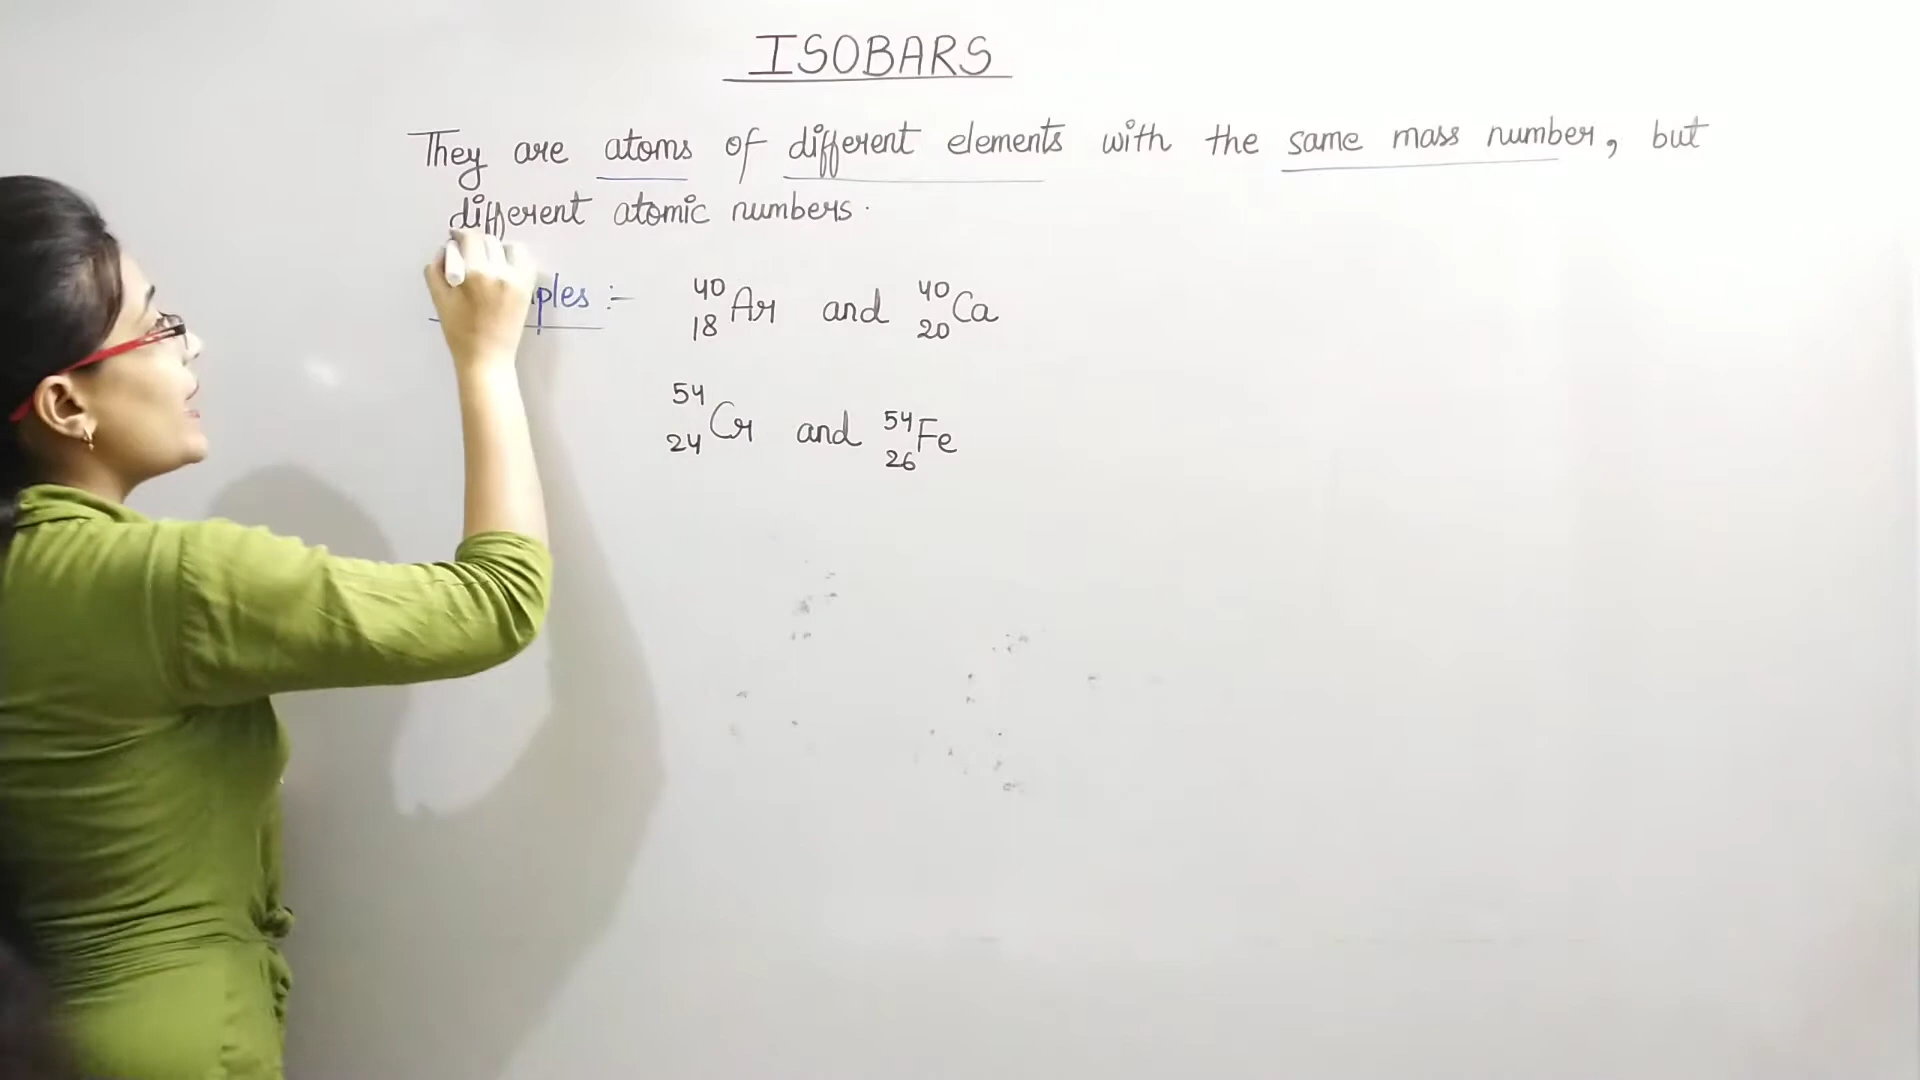 ISOBARS
They are atoms of different elements with the same mass number, but
different atomic numbers.
:- 40 18 Ar and 40 20 Ca
54 24 Cr and 54 26 Fe